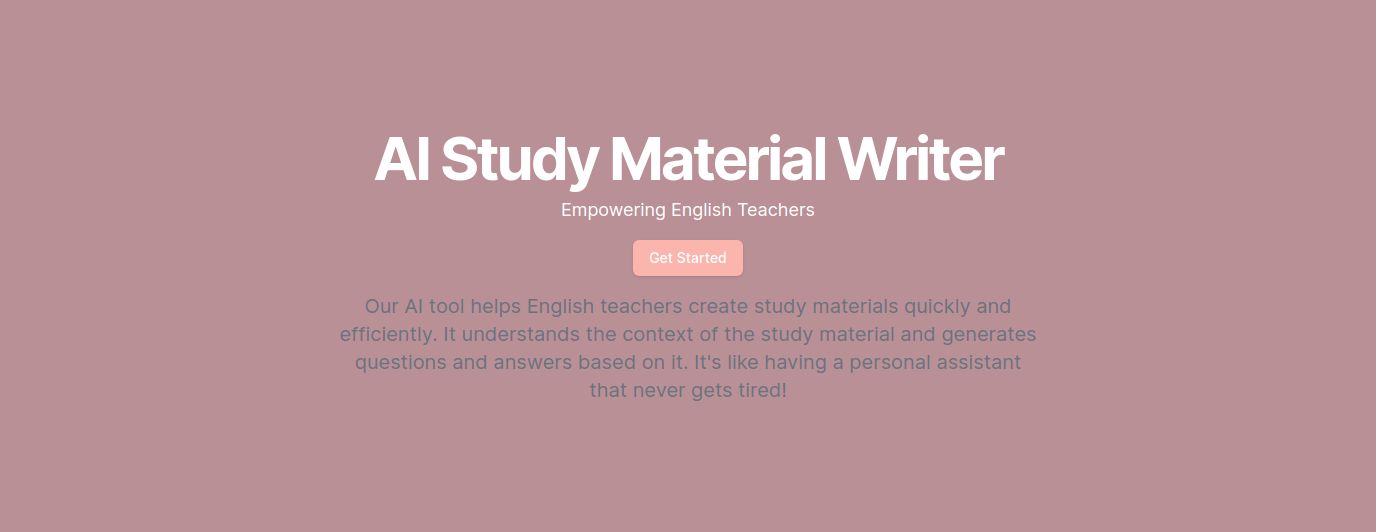 AI Study Material Writer
Empowering English Teachers
Get Started
Our AI tool helps English teachers create study materials quickly and
efficiently. It understands the context of the study material and generates
questions and answers based on it. It's like having a personal assistant
that never gets tired!